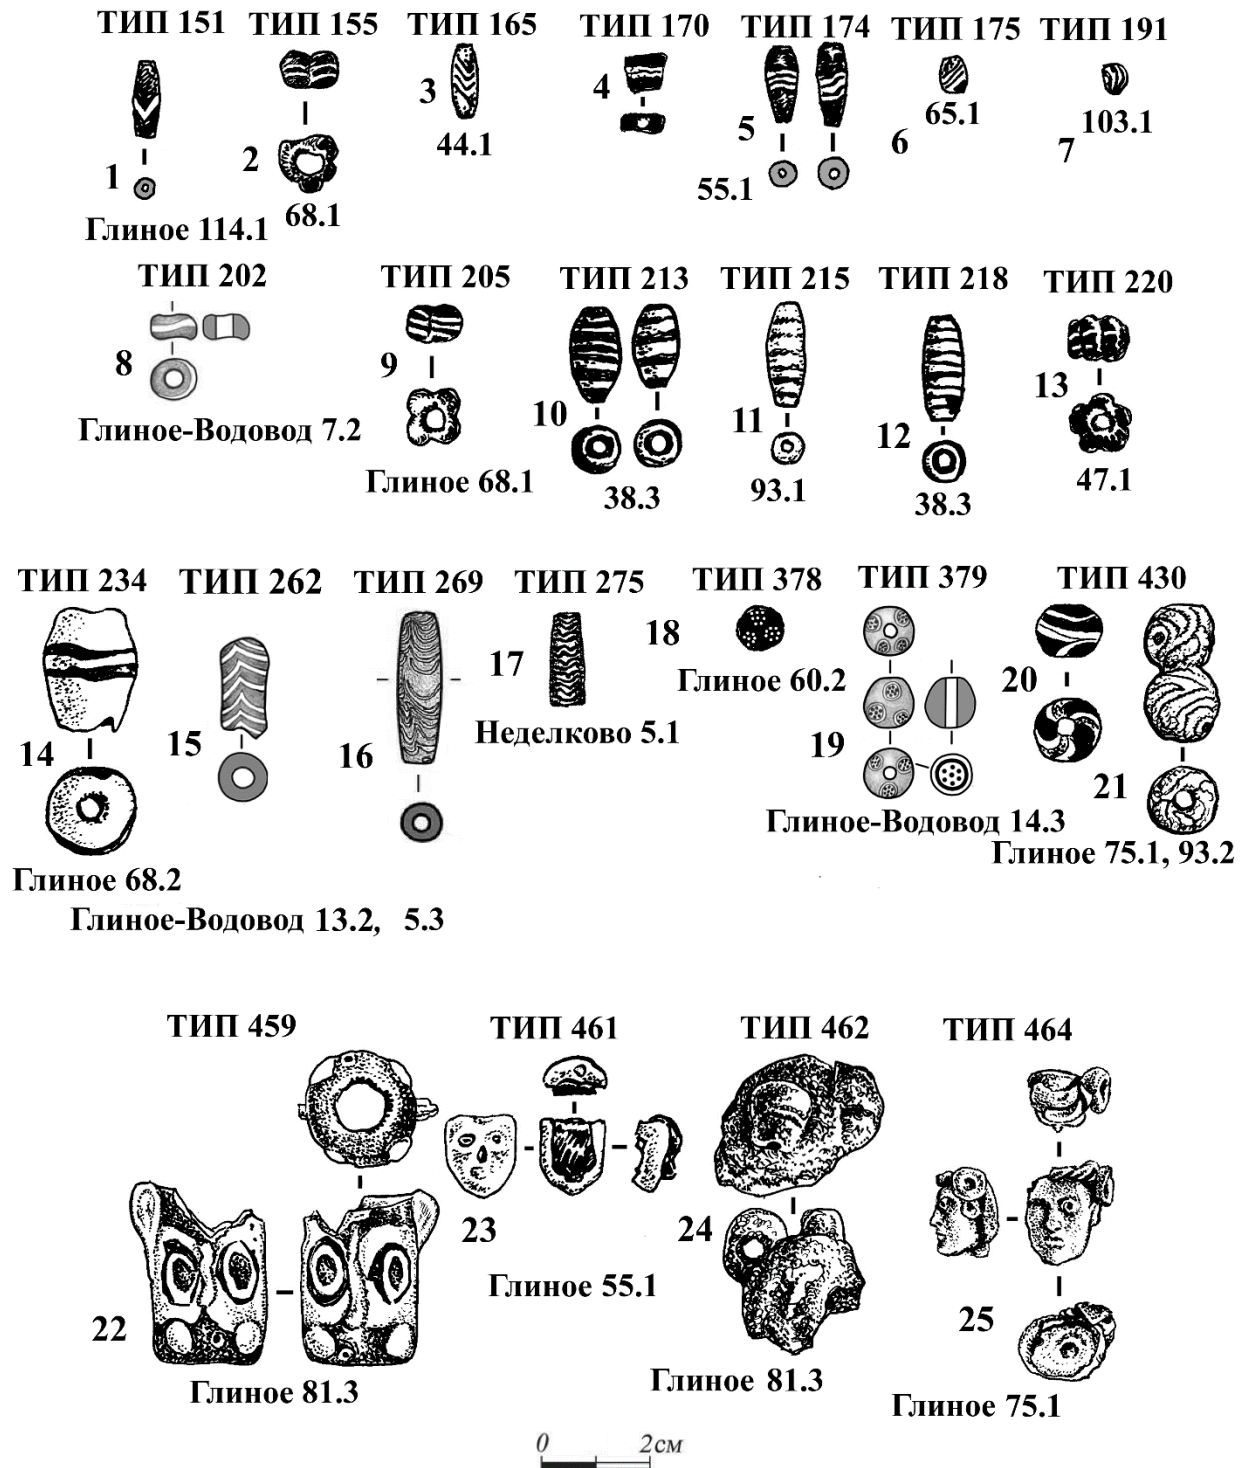 ТИП 151 ТИП 155 ТИП 165 ТИП 170 ТИП 174 ТИП 175 ТИП 191
1 2 3 4 5 6 7
Глиное 114.1 68.1 44.1 55.1 65.1 103.1
ТИП 202 ТИП 205 ТИП 213 ТИП 215 ТИП 218 ТИП 220
8 9 10 11 12 13
Глиное-Водовод 7.2 Глиное 68.1 38.3 93.1 38.3 47.1
ТИП 234 ТИП 262 ТИП 269 ТИП 275 ТИП 378 ТИП 379 ТИП 430
14 15 16 17 18 19 20 21
Неделково 5.1 Глиное 60.2
Глиное-Водовод 14.3
Глиное 75.1, 93.2
Глиное 68.2
Глиное-Водовод 13.2, 5.3
ТИП 459 ТИП 461 ТИП 462 ТИП 464
22 23 24 25
Глиное 81.3 Глиное 55.1 Глиное 81.3 Глиное 75.1
0 2см